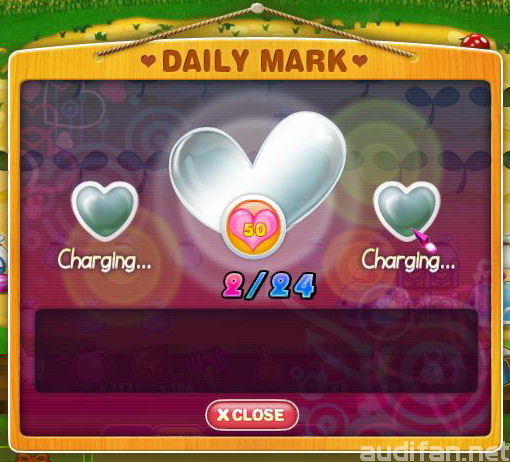 DAILY MARK
50
Charging...
Charging...
2/24
X CLOSE
audifan.net